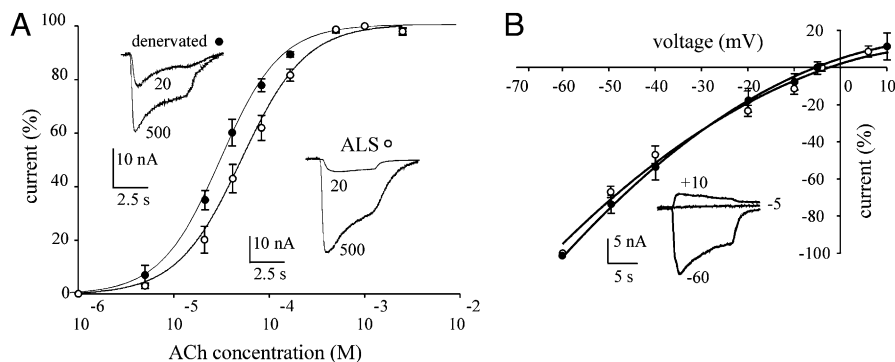 A
100
80
60
40
20
0
current (%)
denervated
20
500
10 nA
2.5 s
ALS
20
500
10 nA
2.5 s
-6 -5 -4 -3 -2
10 10 10 10 10
ACh concentration (M)
B
voltage (mV)
-70 -60 -50 -40 -30 -20 -10 0 10
20
0
-20
-40
-60
-80
-100
current (%)
+10
-5
-60
5 nA
5 s